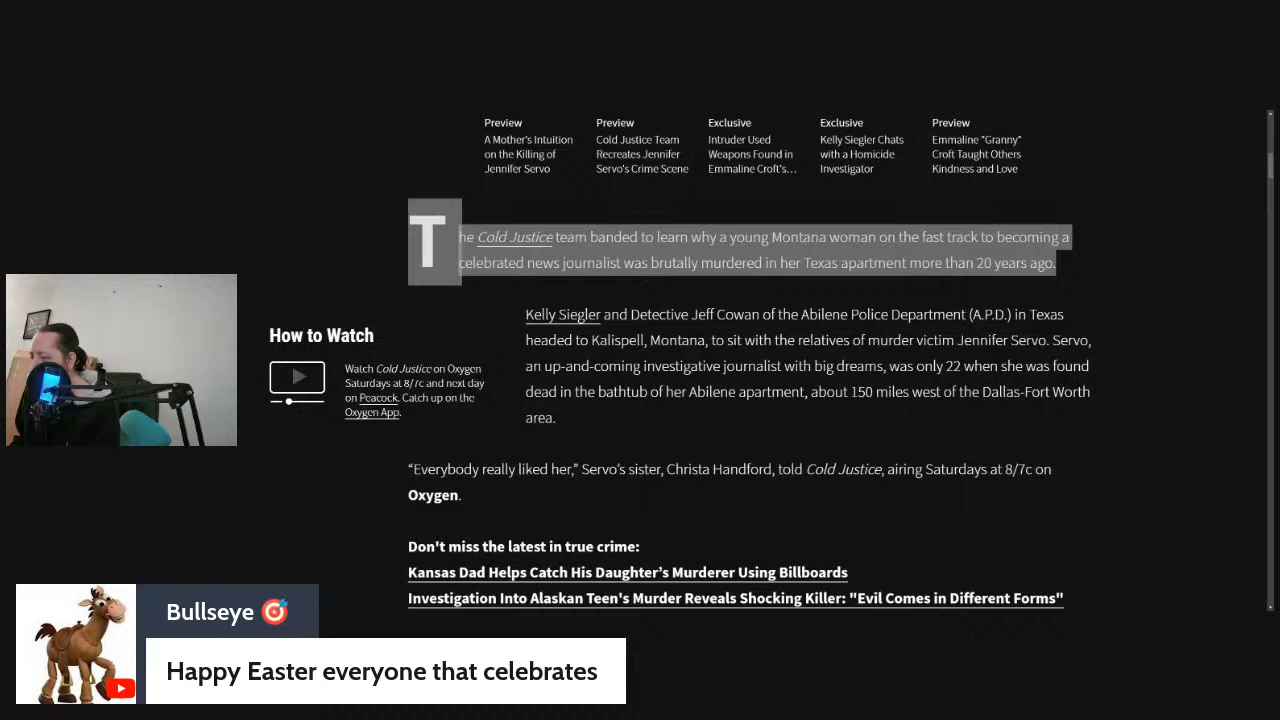 Preview
A Mother's Intuition
on the Killing of
Jennifer Servo
Preview
Cold Justice Team
Recreates Jennifer
Servo's Crime Scene
Exclusive
Intruder Used
Weapons Found in
Emmaline Croft's…
Exclusive
Kelly Siegler Chats
with a Homicide
Investigator
Preview
Emmaline "Granny"
Croft Taught Others
Kindness and Love
The Cold Justice team banded to learn why a young Montana woman on the fast track to becoming a
celebrated news journalist was brutally murdered in her Texas apartment more than 20 years ago.
How to Watch
Watch Cold Justice on Oxygen
Saturdays at 8/7c and next day
on Peacock. Catch up on the
Oxygen App.
Kelly Siegler and Detective Jeff Cowan of the Abilene Police Department (A.P.D.) in Texas
headed to Kalispell, Montana, to sit with the relatives of murder victim Jennifer Servo. Servo,
an up-and-coming investigative journalist with big dreams, was only 22 when she was found
dead in the bathtub of her Abilene apartment, about 150 miles west of the Dallas-Fort Worth
area.
“Everybody really liked her,” Servo’s sister, Christa Handford, told Cold Justice, airing Saturdays at 8/7c on
Oxygen.
Don't miss the latest in true crime:
Kansas Dad Helps Catch His Daughter’s Murderer Using Billboards
Investigation Into Alaskan Teen's Murder Reveals Shocking Killer: "Evil Comes in Different Forms"
Bullseye 🎯
Happy Easter everyone that celebrates